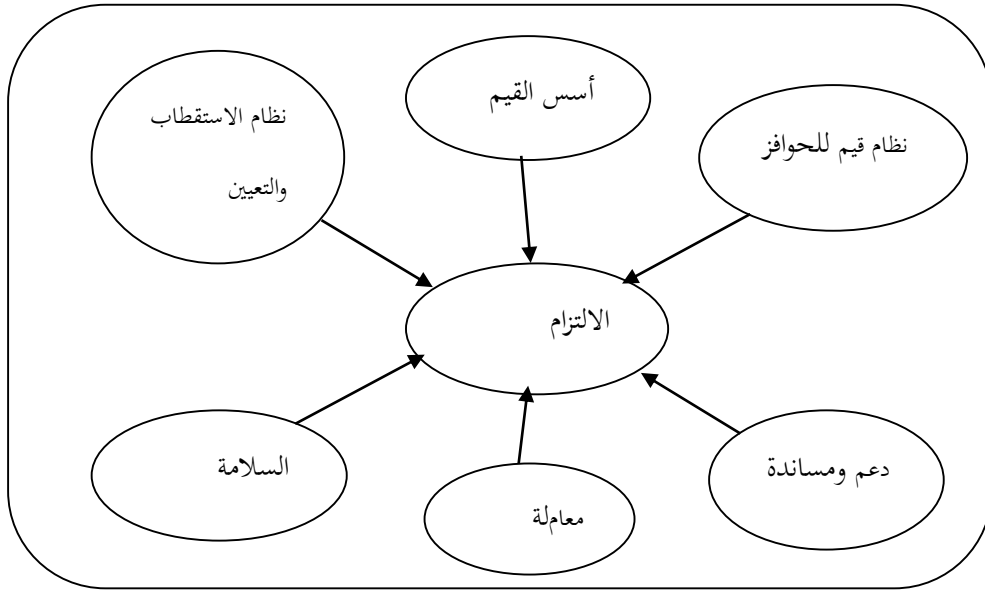 نظام قيم للحوافز
أسس القيم
نظام الاستقطاب
والتعيين
الالتزام
دعم ومساندة
معاملة
السلامة